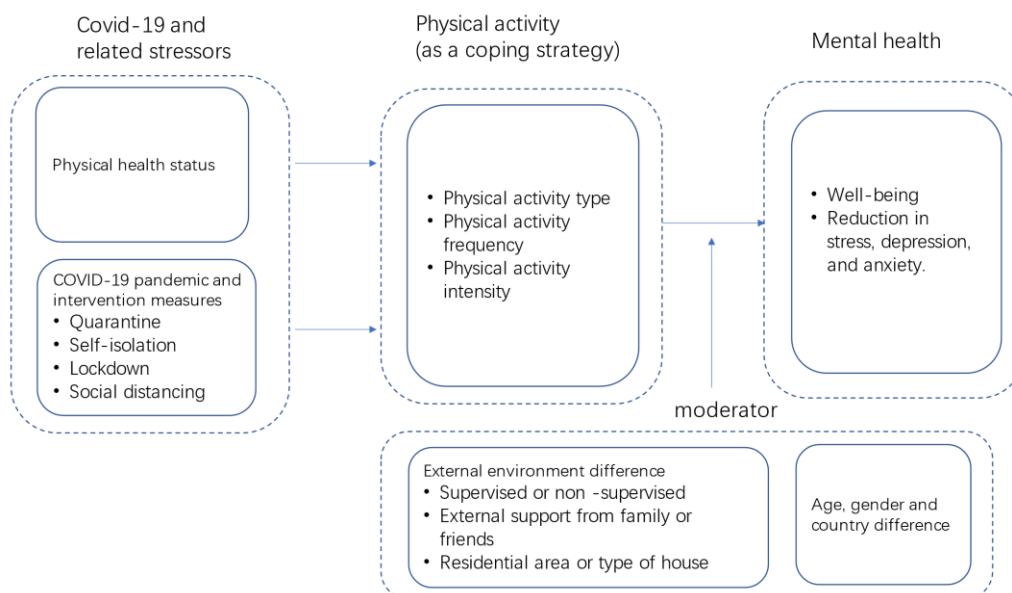 Covid-19 and
related stressors
Physical health status
COVID-19 pandemic and
intervention measures
• Quarantine
• Self-isolation
• Lockdown
• Social distancing
Physical activity
(as a coping strategy)
• Physical activity type
• Physical activity
frequency
• Physical activity
intensity
Mental health
• Well-being
• Reduction in
stress, depression,
and anxiety.
moderator
External environment difference
• Supervised or non -supervised
• External support from family or
friends
• Residential area or type of house
Age, gender and
country difference